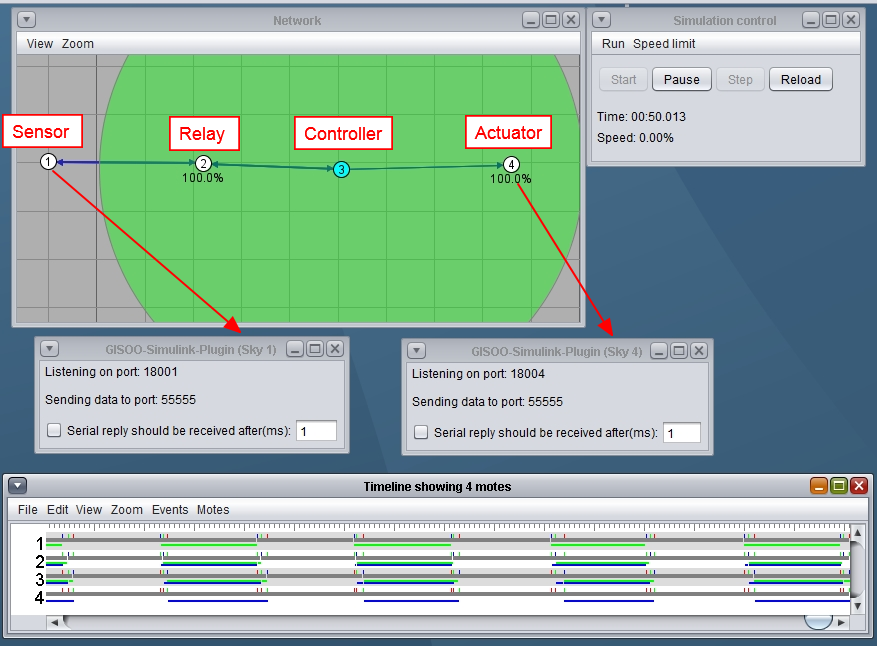 Network
View Zoom
Sensor
Relay
Controller
Actuator
1
2
3
4
100.0%
100.0%
Simulation control
Run Speed limit
Start Pause Step Reload
Time: 00:50.013
Speed: 0.00%
GISOO-Simulink-Plugin (Sky 1)
Listening on port: 18001
Sending data to port: 55555
Serial reply should be received after(ms): 1
GISOO-Simulink-Plugin (Sky 4)
Listening on port: 18004
Sending data to port: 55555
Serial reply should be received after(ms): 1
Timeline showing 4 motes
File Edit View Zoom Events Motes
1
2
3
4